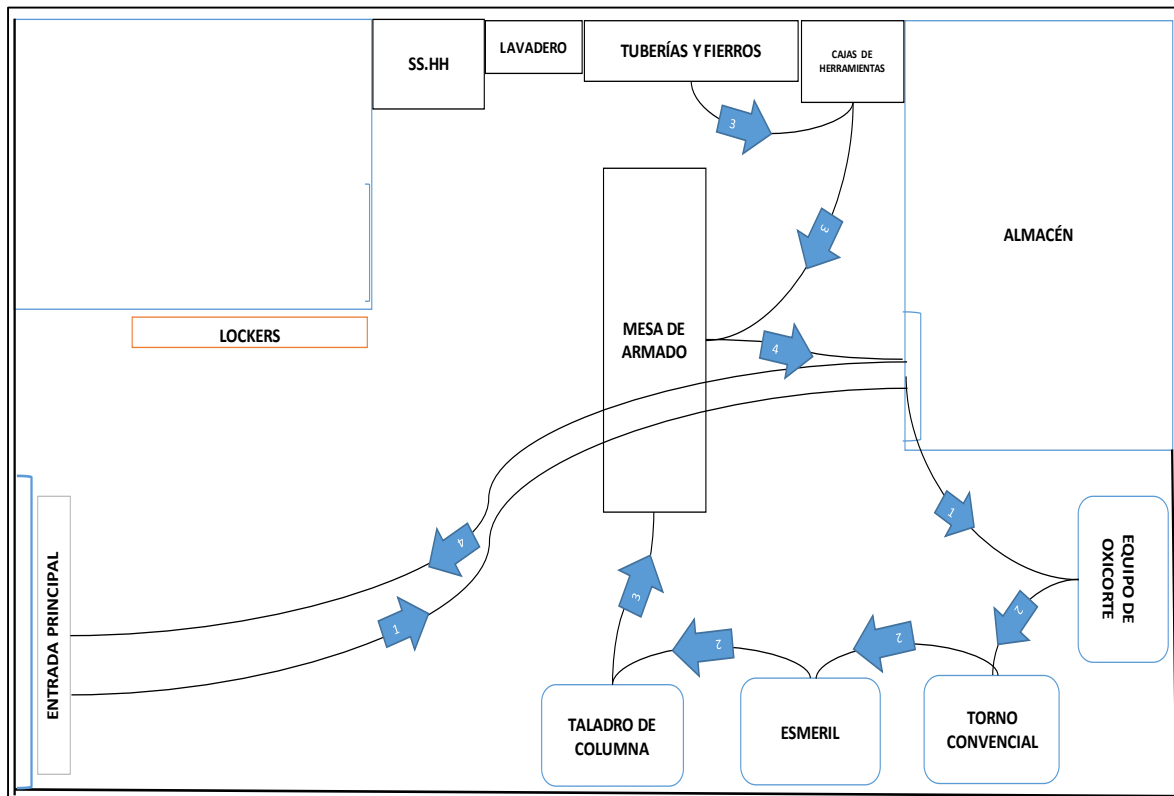 SS.HH
LAVADERO
TUBERÍAS Y FIERROS
CAJAS DE
HERRAMIENTAS
3
3
ALMACÉN
LOCKERS
MESA DE
ARMADO
4
ENTRADA PRINCIPAL
4
1
1
EQUIPO DE
OXICORTE
3
2
2
2
TALADRO DE
COLUMNA
ESMERIL
TORNO
CONVENCIAL